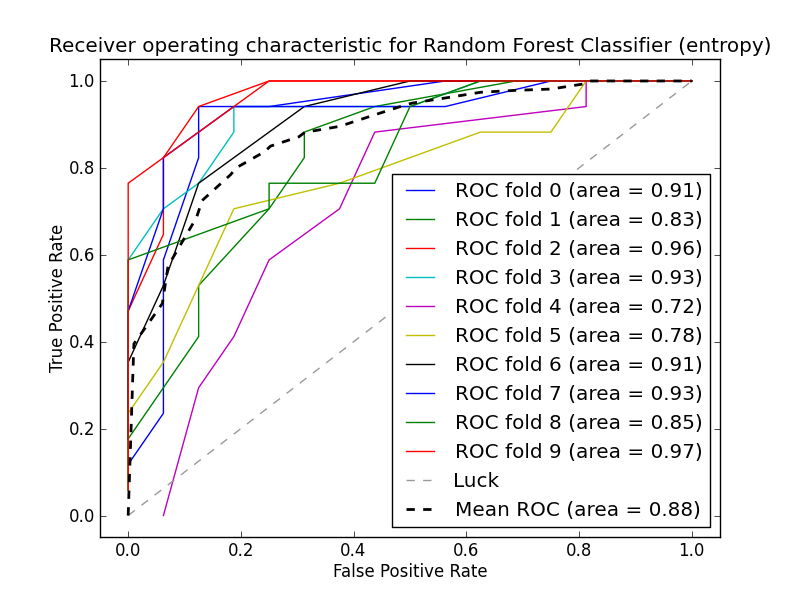 Receiver operating characteristic for Random Forest Classifier (entropy)
1.0
0.8
0.6
0.4
0.2
0.0
True Positive Rate
ROC fold 0 (area = 0.91)
ROC fold 1 (area = 0.83)
ROC fold 2 (area = 0.96)
ROC fold 3 (area = 0.93)
ROC fold 4 (area = 0.72)
ROC fold 5 (area = 0.78)
ROC fold 6 (area = 0.91)
ROC fold 7 (area = 0.93)
ROC fold 8 (area = 0.85)
ROC fold 9 (area = 0.97)
Luck
Mean ROC (area = 0.88)
0.0 0.2 0.4 0.6 0.8 1.0
False Positive Rate